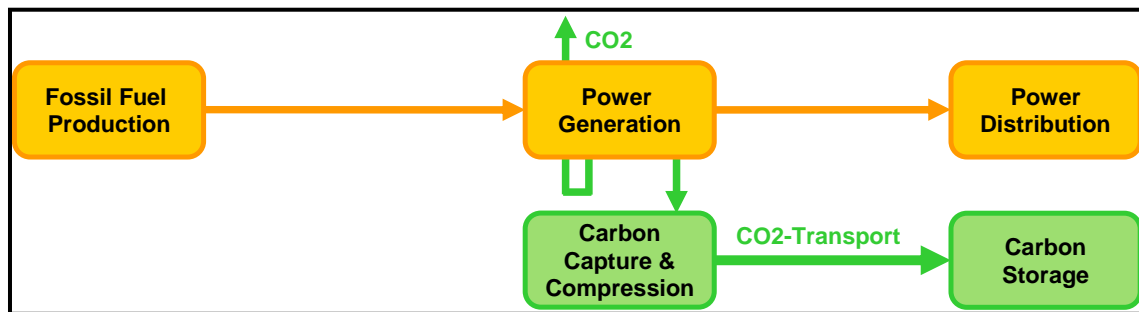 CO2
Fossil Fuel
Production
Power
Generation
Power
Distribution
Carbon
Capture &
Compression
CO2-Transport
Carbon
Storage